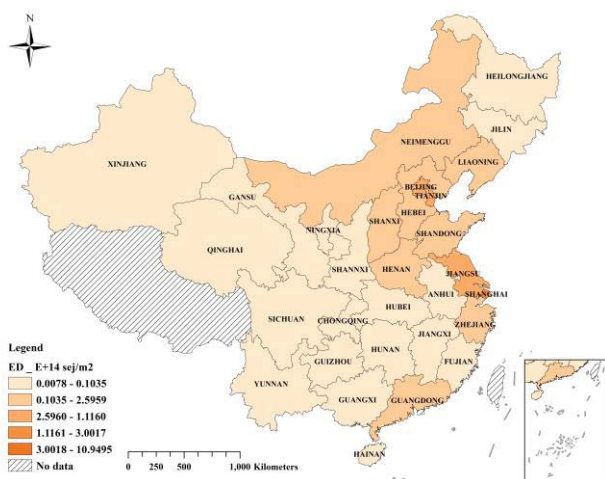 N
HEILONGJIANG
JILIN
NEIMENGGU
XINJIANG
LIAONING
GANSU
BEIJING
TIANJIN
HEBEI
SHANXI
NINGXIA
SHANDONG
QINGHAI
SHANNXI
HENAN
JIANGSU
ANHUI
SHANGHAI
HUBEI
SICHUAN
CHONGQING
ZHEJIANG
JIANGXI
HUNAN
GUIZHOU
FUJIAN
YUNNAN
GUANGXI
GUANGDONG
HAINAN
Legend
ED _ E+14 sej/m2
0.0078 - 0.1035
0.1035 - 2.5959
2.5960 - 1.1160
1.1161 - 3.0017
3.0018 - 10.9495
No data
0 250 500 1,000 Kilometers